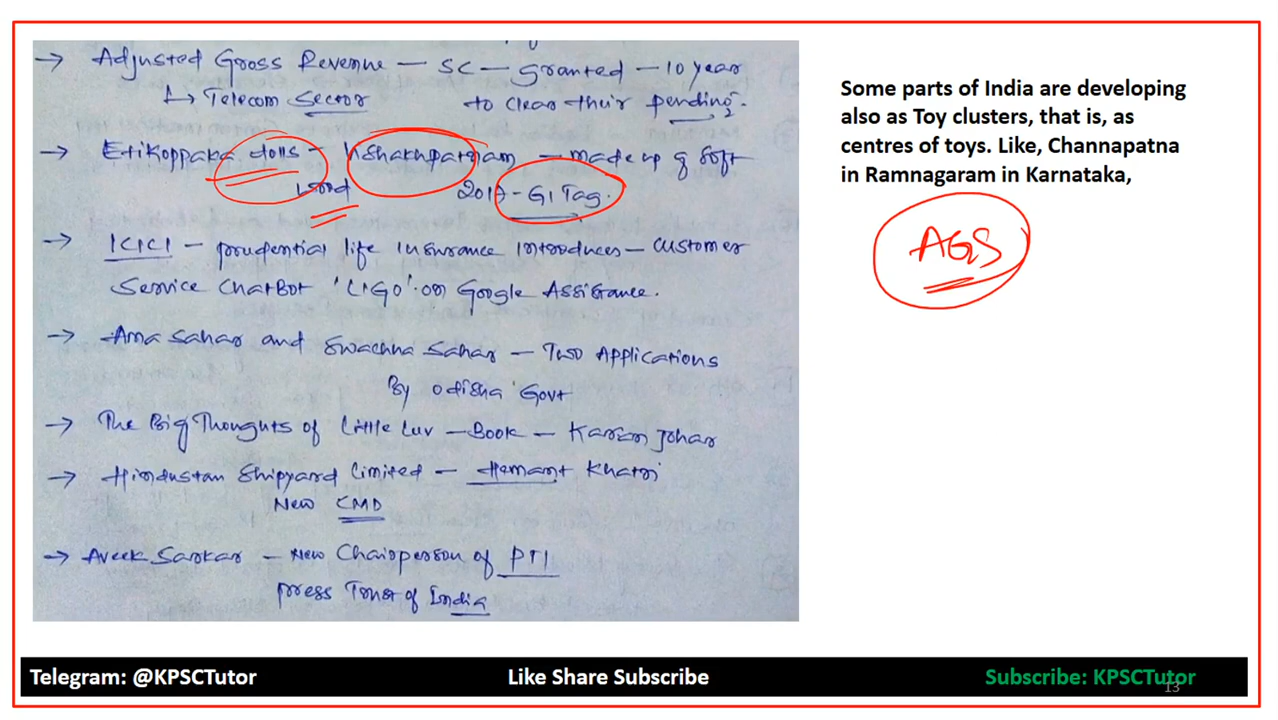 → Adjusted Gross Revenue – SC – granted – 10 year
↳ Telecom Sector to clear their pending.
→ Etikoppaka dolls – Vishakhpatnam – made up of Soft
wood 2017 – GI Tag.
→ ICICI – prudential life insurance introduces – customer
Service ChatBot 'LiGo' on Google Assistance.
→ Ama Sahar and Swachha Sahar – Two Applications
By Odisha Govt
→ The Big Thoughts of Little Luv – Book – Karan Johar
→ Hindustan Shipyard Limited – Hemant Khatri
New CMD
→ Aveek Sarkar – New Chairperson of PTI
press Trust of India
Some parts of India are developing
also as Toy clusters, that is, as
centres of toys. Like, Channapatna
in Ramnagaram in Karnataka,
AGS
Telegram: @KPSCTutor Like Share Subscribe Subscribe: KPSCTutor
13